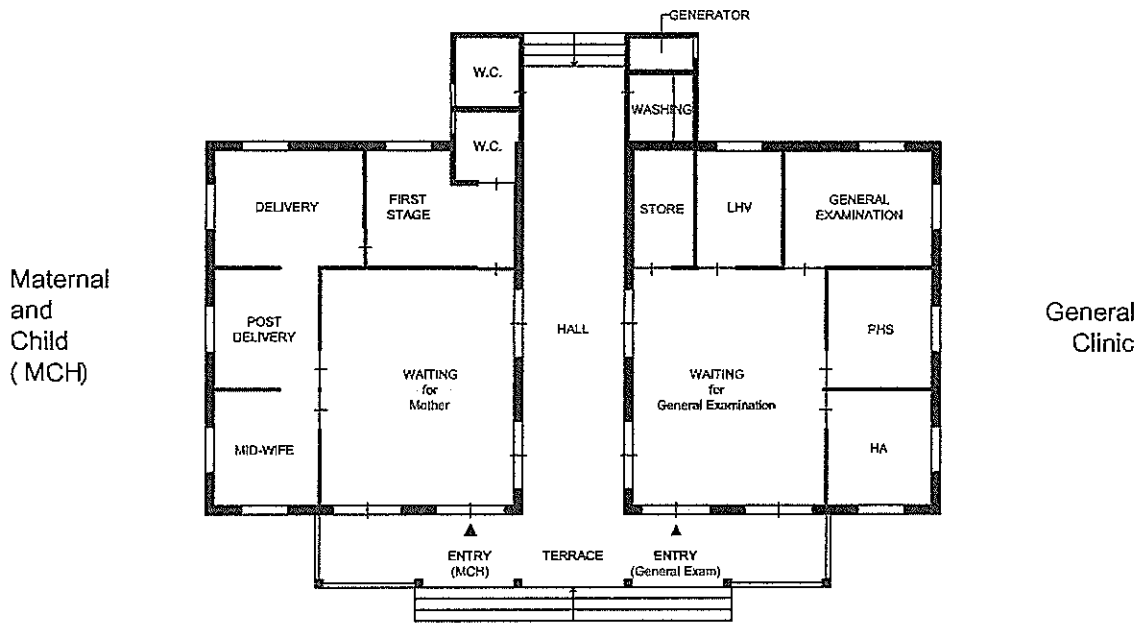 GENERATOR
W.C.
WASHING
W.C.
DELIVERY
FIRST
STAGE
STORE
LHV
GENERAL
EXAMINATION
Maternal
and
Child
( MCH)
POST
DELIVERY
HALL
PHS
General
Clinic
WAITING
for
Mother
WAITING
for
General Examination
MID-WIFE
HA
ENTRY
(MCH)
TERRACE
ENTRY
(General Exam)